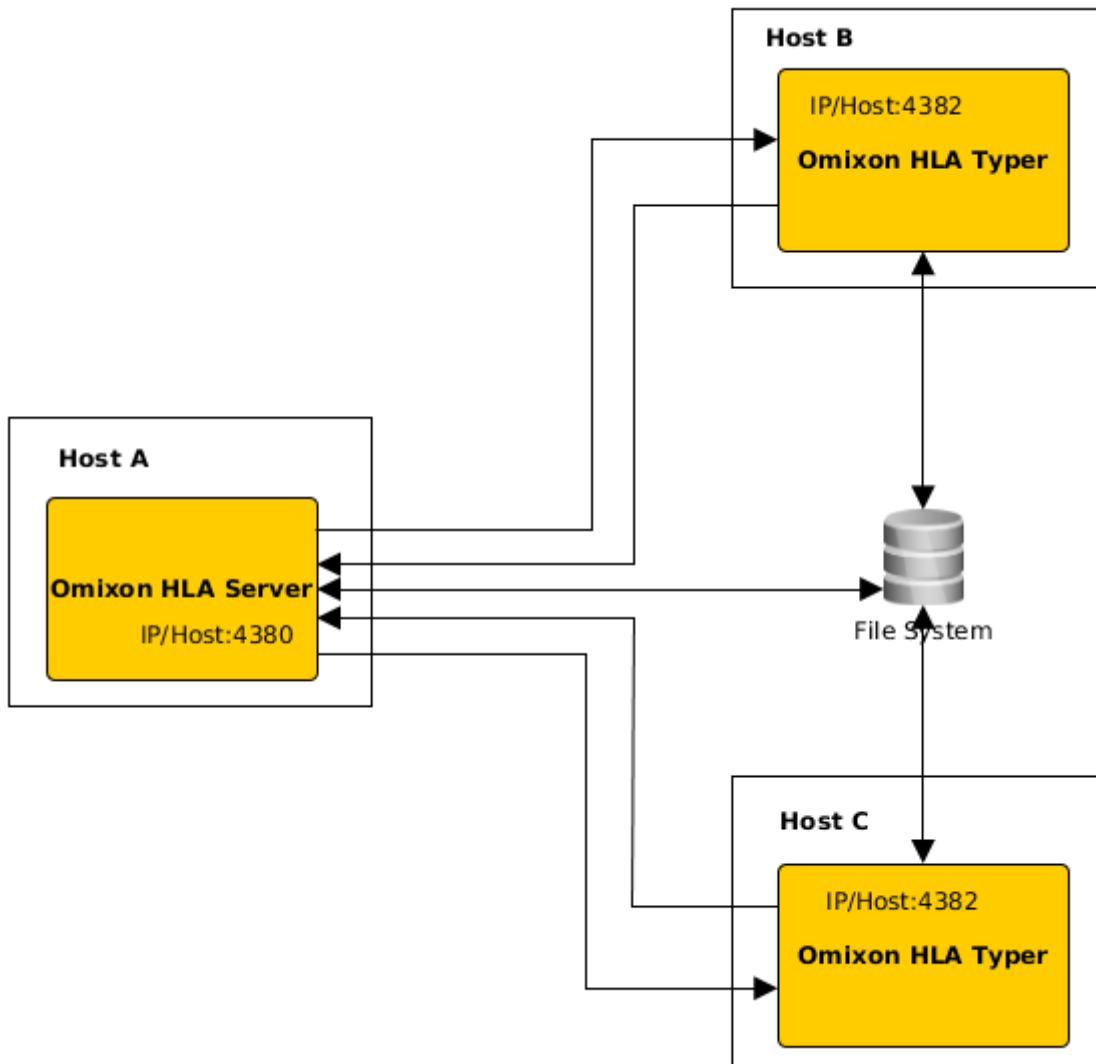 Host B
IP/Host:4382
Omixon HLA Typer
Host A
Omixon HLA Server
IP/Host:4380
File System
Host C
IP/Host:4382
Omixon HLA Typer